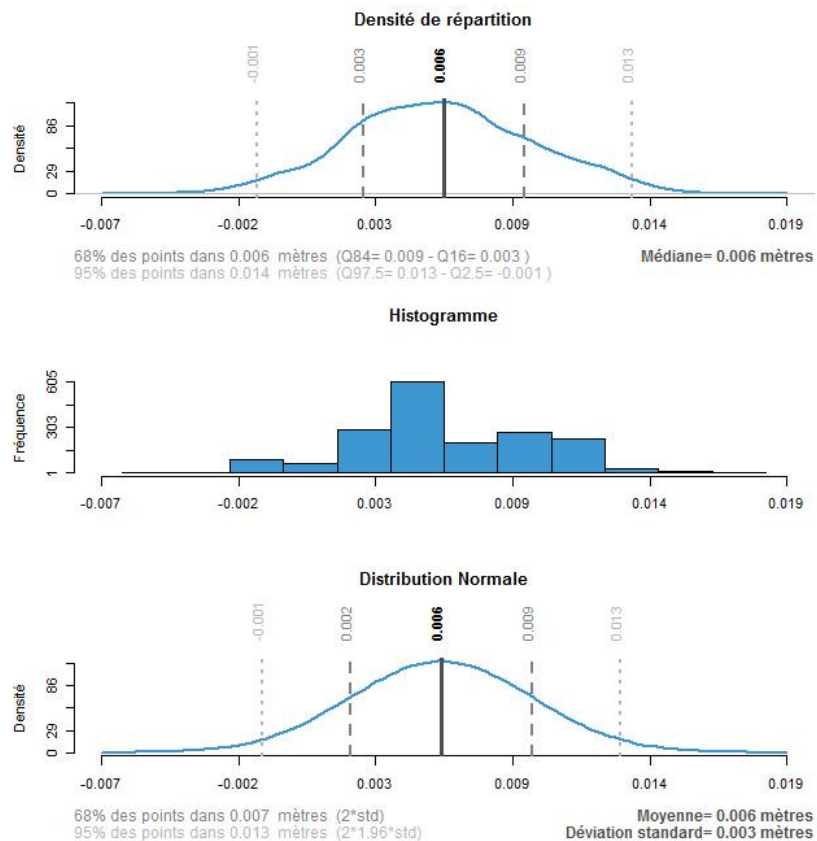 Densité de répartition
-0.001 0.003 0.006 0.009 0.013
Densité
86
29
0
-0.007 -0.002 0.003 0.009 0.014 0.019
68% des points dans 0.006 mètres (Q84= 0.009 - Q16= 0.003 ) Médiane= 0.006 mètres
95% des points dans 0.014 mètres (Q97.5= 0.013 - Q2.5= -0.001 )
Histogramme
Fréquence
605
303
1
-0.007 -0.002 0.003 0.009 0.014 0.019
Distribution Normale
-0.001 0.002 0.006 0.009 0.013
Densité
86
29
0
-0.007 -0.002 0.003 0.009 0.014 0.019
68% des points dans 0.007 mètres (2*std) Moyenne= 0.006 mètres
95% des points dans 0.013 mètres (2*1.96*std) Déviation standard= 0.003 mètres